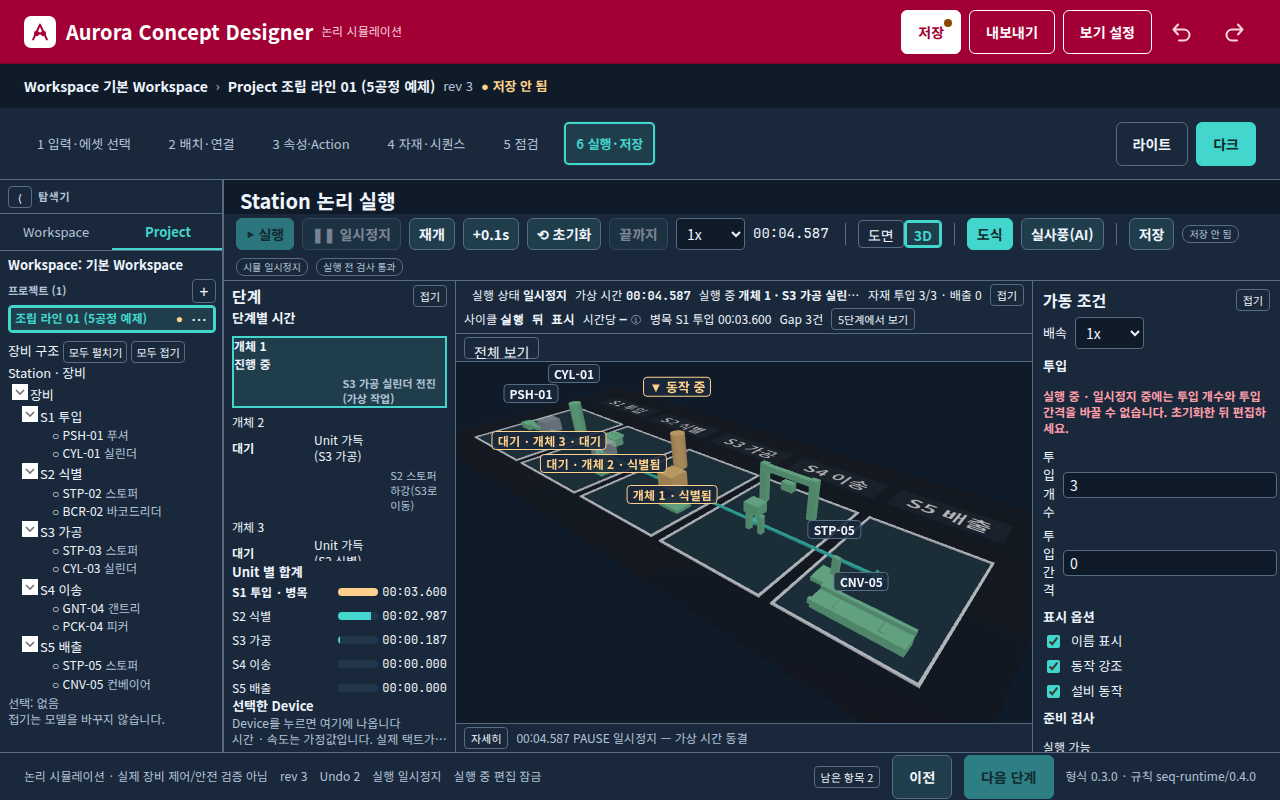 Aurora Concept Designer 논리 시뮬레이션
저장 내보내기 보기 설정
Workspace 기본 Workspace › Project 조립 라인 01 (5공정 예제) rev 3 ● 저장 안 됨
1 입력·에셋 선택 2 배치·연결 3 속성·Action 4 자재·시퀀스 5 점검 6 실행·저장 라이트 다크
⟨ 탐색기
Workspace Project
Workspace: 기본 Workspace
프로젝트 (1) +
조립 라인 01 (5공정 예제) ● ···
장비 구조 모두 펼치기 모두 접기
Station · 장비
장비
S1 투입
○ PSH-01 푸셔
○ CYL-01 실린더
S2 식별
○ STP-02 스토퍼
○ BCR-02 바코드리더
S3 가공
○ STP-03 스토퍼
○ CYL-03 실린더
S4 이송
○ GNT-04 갠트리
○ PCK-04 피커
S5 배출
○ STP-05 스토퍼
○ CNV-05 컨베이어
선택: 없음
접기는 모델을 바꾸지 않습니다.
Station 논리 실행
▶ 실행 ❚❚ 일시정지 재개 +0.1s ⟲ 초기화 끝까지 1x 00:04.587 도면 3D 도식 실사풍(AI) 저장 저장 안 됨
시뮬 일시정지 실행 전 검사 통과
단계 접기
단계별 시간
개체 1
진행 중
S3 가공 실린더 전진
(가상 작업)
개체 2
대기 Unit 가득
(S3 가공)
S2 스토퍼
하강(S3로
이동)
개체 3
대기 Unit 가득
(S2 식별)
Unit 별 합계
S1 투입 · 병목 00:03.600
S2 식별 00:02.987
S3 가공 00:00.187
S4 이송 00:00.000
S5 배출 00:00.000
선택한 Device
Device를 누르면 여기에 나옵니다
시간 · 속도는 가정값입니다. 실제 택트가···
실행 상태 일시정지 가상 시간 00:04.587 실행 중 개체 1 · S3 가공 실린··· 자재 투입 3/3 · 배출 0 접기
사이클 실행 뒤 표시 시간당 – ⓘ 병목 S1 투입 00:03.600 Gap 3건 5단계에서 보기
전체 보기
CYL-01
PSH-01
▼ 동작 중
S1 투입
S2 식별
S3 가공
S4 이송
S5 배출
대기 · 개체 3 · 대기
대기 · 개체 2 · 식별됨
개체 1 · 식별됨
STP-05
CNV-05
자세히 00:04.587 PAUSE 일시정지 — 가상 시간 동결
가동 조건 접기
배속 1x
투입
실행 중 · 일시정지 중에는 투입 개수와 투입
간격을 바꿀 수 없습니다. 초기화한 뒤 편집하
세요.
투입개수 3
투입간격 0
표시 옵션
이름 표시
동작 강조
설비 동작
준비 검사
실행 가능
논리 시뮬레이션 · 실제 장비 제어/안전 검증 아님 rev 3 Undo 2 실행 일시정지 실행 중 편집 잠금 남은 항목 2 이전 다음 단계 형식 0.3.0 · 규칙 seq-runtime/0.4.0